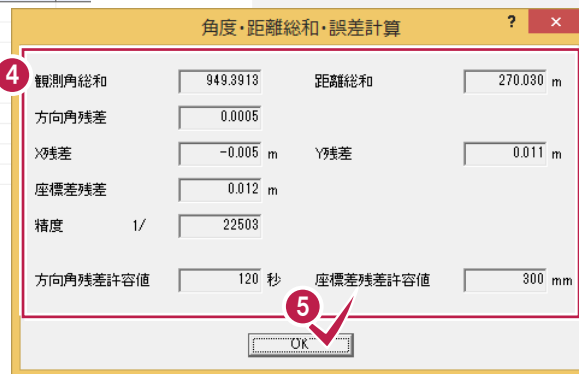 角度・距離総和・誤差計算 ? ×
4
観測角総和 949.3913 距離総和 270.030 m
方向角残差 0.0005
X残差 -0.005 m Y残差 0.011 m
座標差残差 0.012 m
精度 1/ 22503
方向角残差許容値 120 秒 座標差残差許容値 300 mm
5
OK